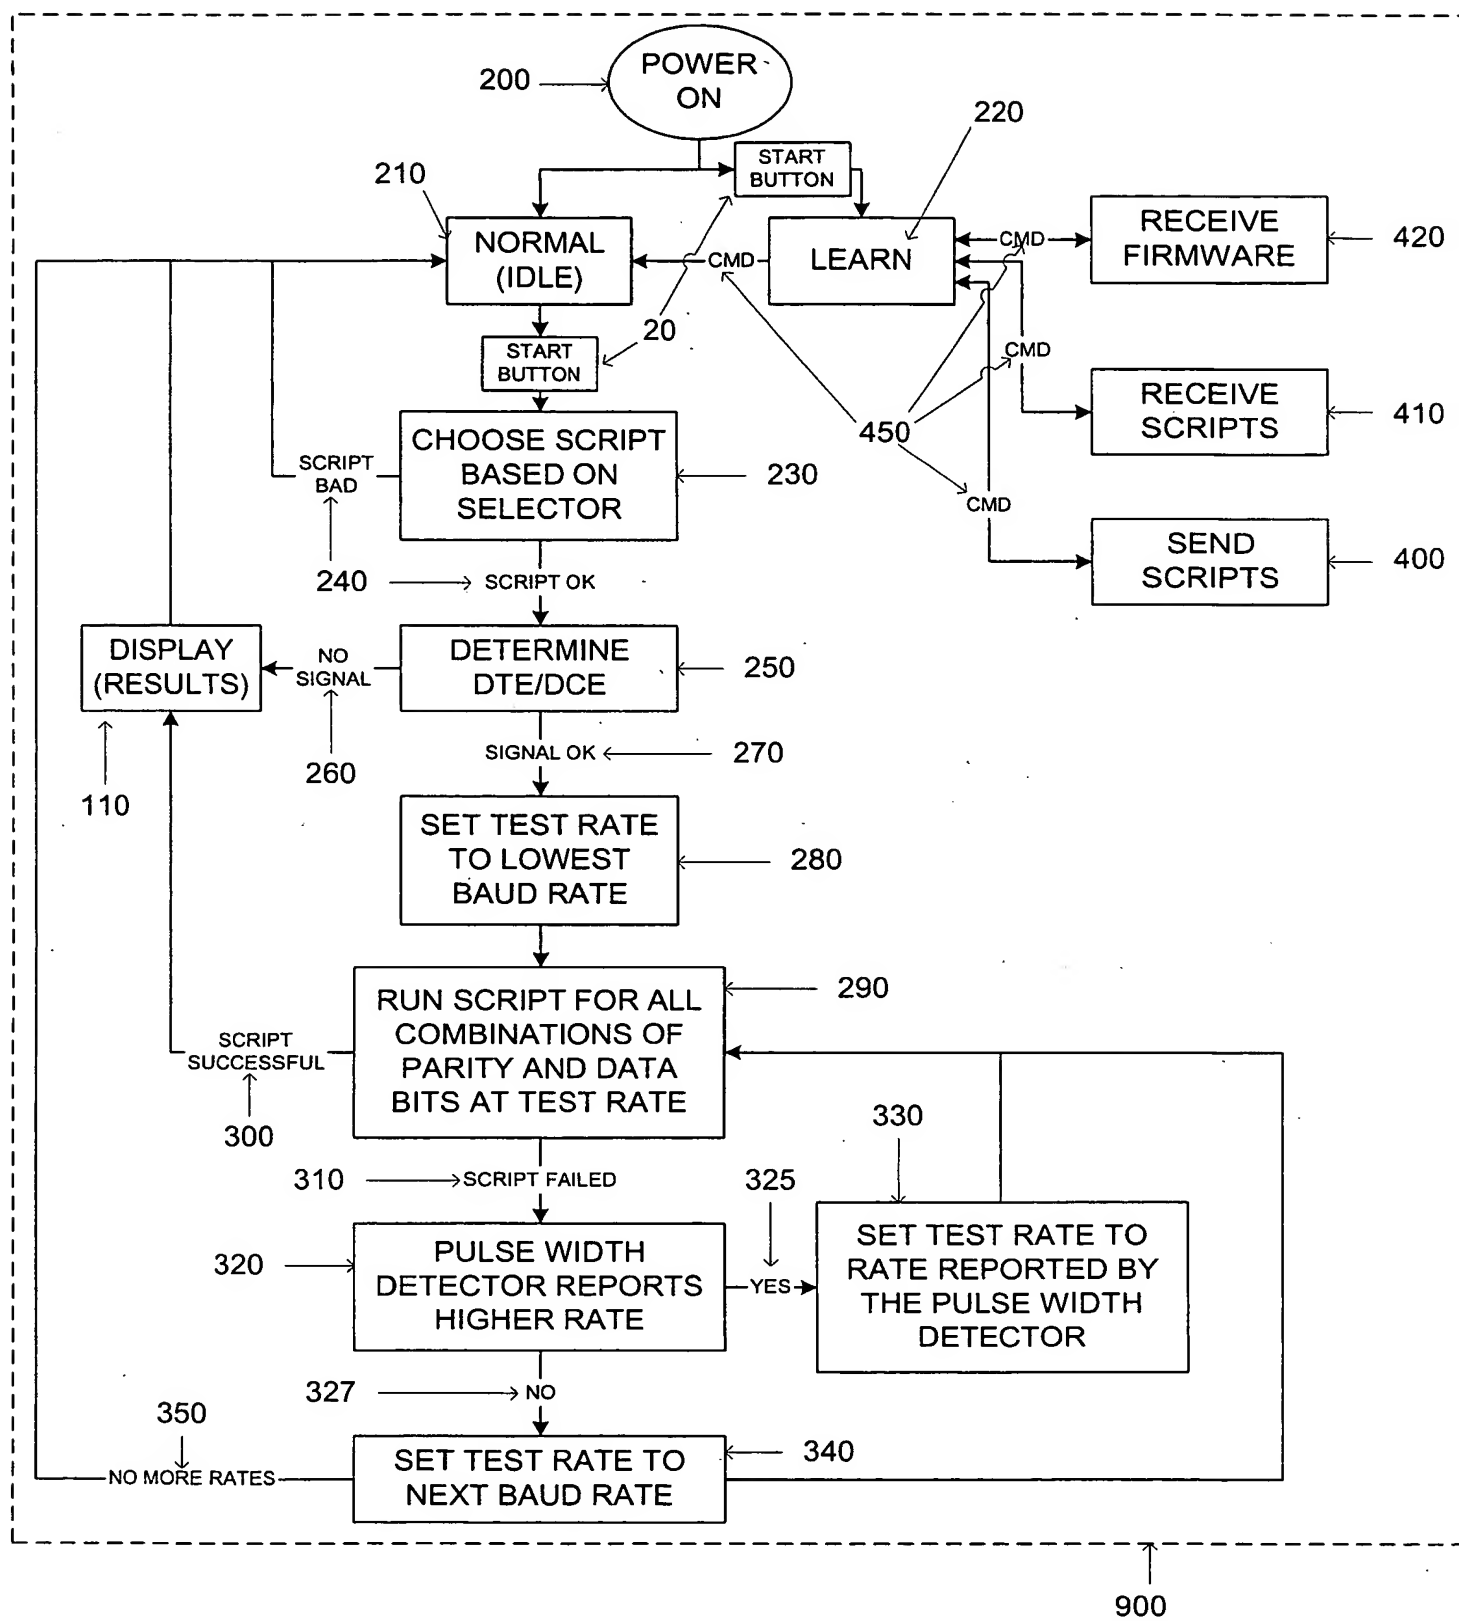 POWER
ON
200
220
START
BUTTON
210
NORMAL
(IDLE)
CMD
LEARN
CMD
RECEIVE
FIRMWARE
420
20
START
BUTTON
CMD
RECEIVE
SCRIPTS
410
450
CHOOSE SCRIPT
BASED ON
SELECTOR
230
SCRIPT
BAD
CMD
240
SCRIPT OK
SEND
SCRIPTS
400
DISPLAY
(RESULTS)
NO
SIGNAL
DETERMINE
DTE/DCE
250
260
SIGNAL OK
270
110
SET TEST RATE
TO LOWEST
BAUD RATE
280
RUN SCRIPT FOR ALL
COMBINATIONS OF
PARITY AND DATA
BITS AT TEST RATE
290
SCRIPT
SUCCESSFUL
300
330
310
SCRIPT FAILED
325
320
PULSE WIDTH
DETECTOR REPORTS
HIGHER RATE
YES
SET TEST RATE TO
RATE REPORTED BY
THE PULSE WIDTH
DETECTOR
327
NO
350
NO MORE RATES
SET TEST RATE TO
NEXT BAUD RATE
340
900